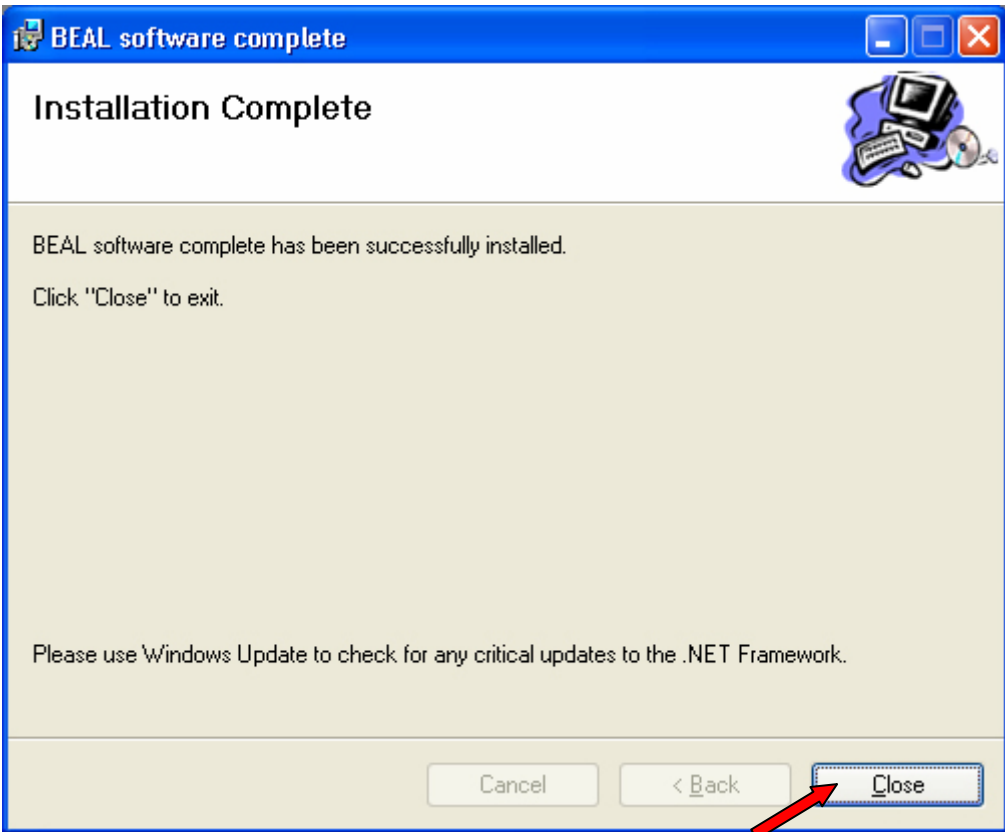 BEAL software complete
Installation Complete
BEAL software complete has been successfully installed.
Click "Close" to exit.
Please use Windows Update to check for any critical updates to the .NET Framework.
Cancel
< Back
Close